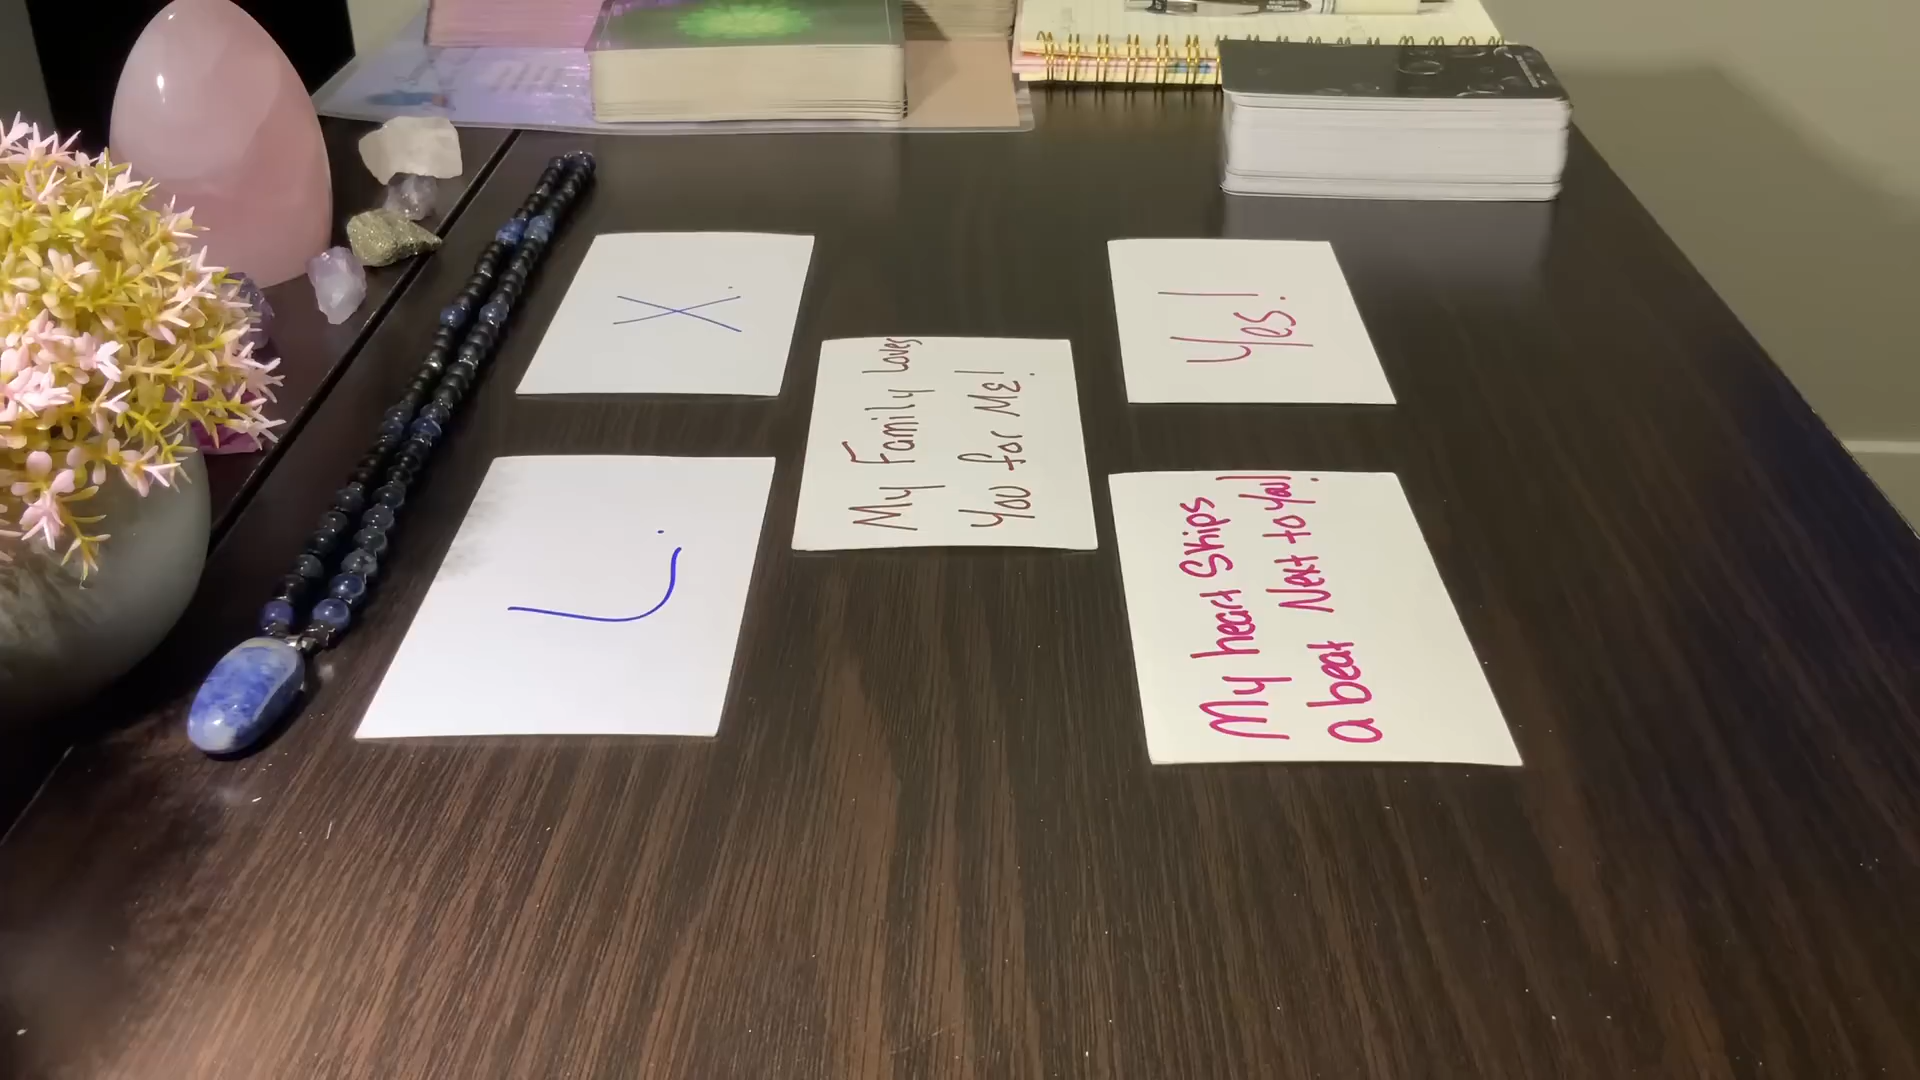 X.
L.
My Family Loves
You for Me!
Yes!
My heart Skips
a beat Next to You!